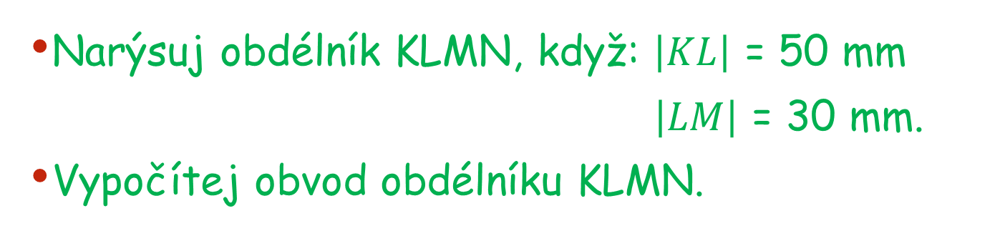 •Narýsuj obdélník KLMN, když: |KL| = 50 mm
|LM| = 30 mm.
•Vypočítej obvod obdélníku KLMN.